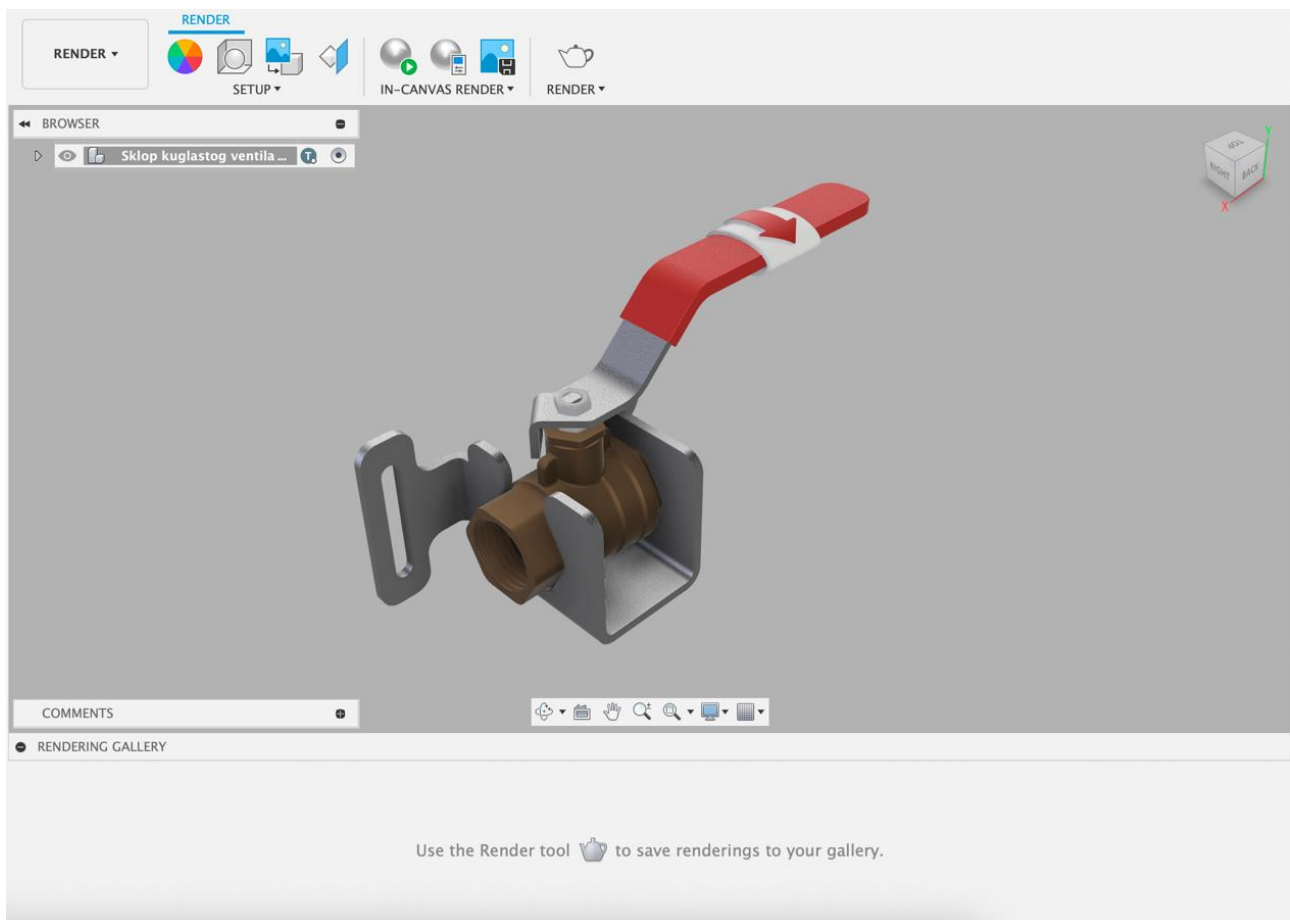 RENDER
RENDER ▾
SETUP ▾
IN-CANVAS RENDER ▾
RENDER ▾
BROWSER
Sklop kuglastog ventila ...
TOP
RIGHT
BACK
Y
X
COMMENTS
RENDERING GALLERY
Use the Render tool to save renderings to your gallery.